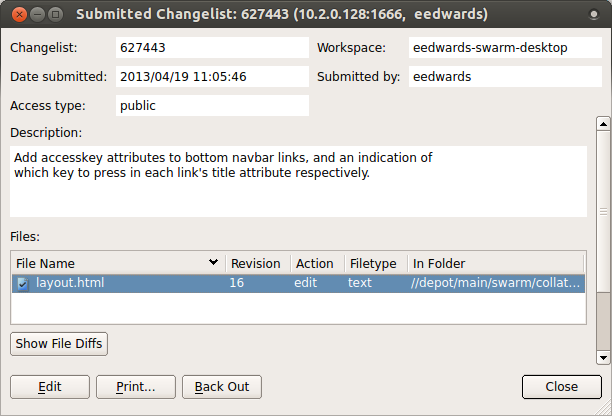 Submitted Changelist: 627443 (10.2.0.128:1666, eedwards)
Changelist: 627443 Workspace: eedwards-swarm-desktop
Date submitted: 2013/04/19 11:05:46 Submitted by: eedwards
Access type: public
Description:
Add accesskey attributes to bottom navbar links, and an indication of
which key to press in each link's title attribute respectively.
Files:
File Name Revision Action Filetype In Folder
layout.html 16 edit text //depot/main/swarm/collat...
Show File Diffs
Edit Print... Back Out Close